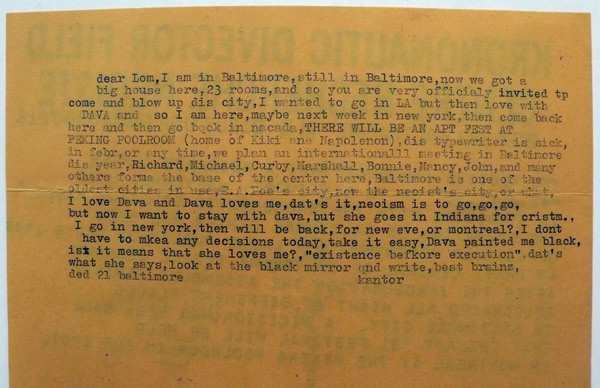 dear Lom,I am in Baltimore,still in Baltimore,now we got a
big house here,23 rooms,and so you are very officialy invited tp
come and blow up dis city,I wanted to go in LA but then love with
DAVA and so I am here,maybe next week in new york,then come back
here and then go back in nacada,THERE WILL BE AN APT FEST AT
PEKING POOLROOM (home of Kiki and Napolenon),dis typewriter is sick,
in febr,or any time,we plan an internationalll meeting in Baltimore
dis year,Richard,Michael,Curby,Marshall,Bonnie,Nancy,John,and many
others forme the base of the center here,Baltimore is one of the
oldest cities in use,E.A.Poe's city,now the neoist's city,or what,
I love Dava and Dava loves me,dat's it,neoism is to go,go,go,
but now I want to stay with dava,but she goes in Indiana for cristm..
I go in new york,then will be back,for new eve,or montreal?,I dont
have to mkea any decisions today,take it easy,Dava painted me black,
ist it means that she loves me?,"existence befkore execution",dat's
what she says,look at the black mirror and write,best brainz,
ded 21 baltimore kantor